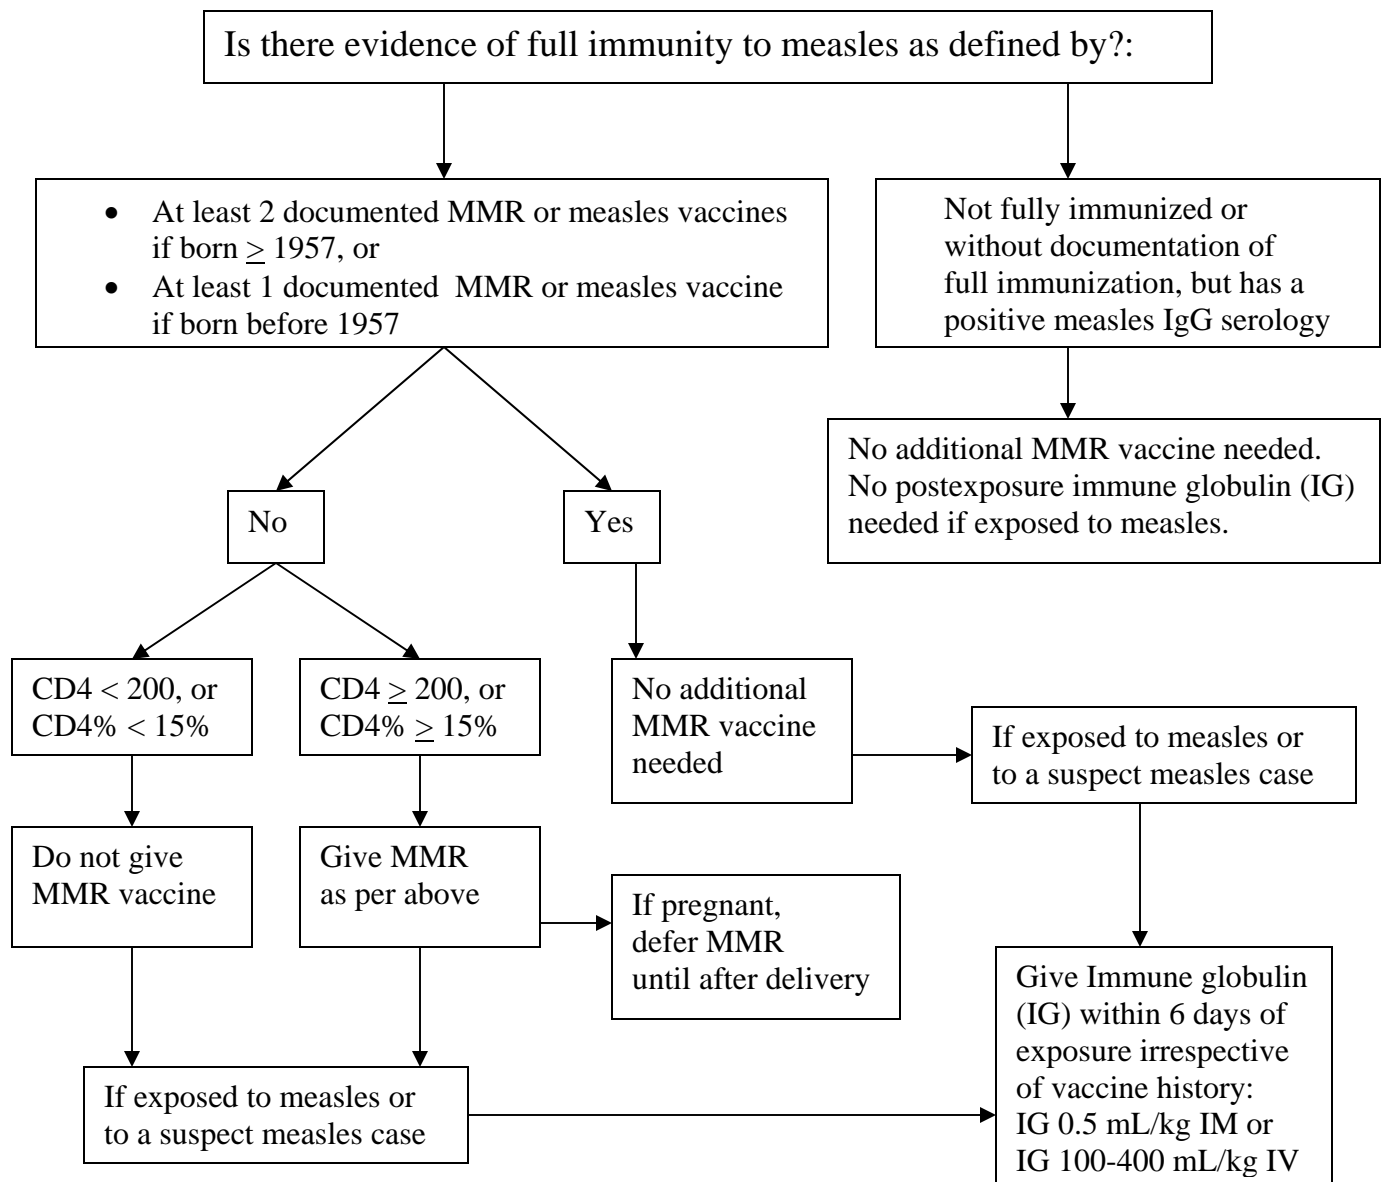 Is there evidence of full immunity to measles as defined by?:
• At least 2 documented MMR or measles vaccines
if born ≥ 1957, or
• At least 1 documented MMR or measles vaccine
if born before 1957
Not fully immunized or
without documentation of
full immunization, but has a
positive measles IgG serology
No additional MMR vaccine needed.
No postexposure immune globulin (IG)
needed if exposed to measles.
No
Yes
CD4 < 200, or
CD4% < 15%
CD4 ≥ 200, or
CD4% ≥ 15%
No additional
MMR vaccine
needed
If exposed to measles or
to a suspect measles case
Do not give
MMR vaccine
Give MMR
as per above
If pregnant,
defer MMR
until after delivery
Give Immune globulin
(IG) within 6 days of
exposure irrespective
of vaccine history:
IG 0.5 mL/kg IM or
IG 100-400 mL/kg IV
If exposed to measles or
to a suspect measles case